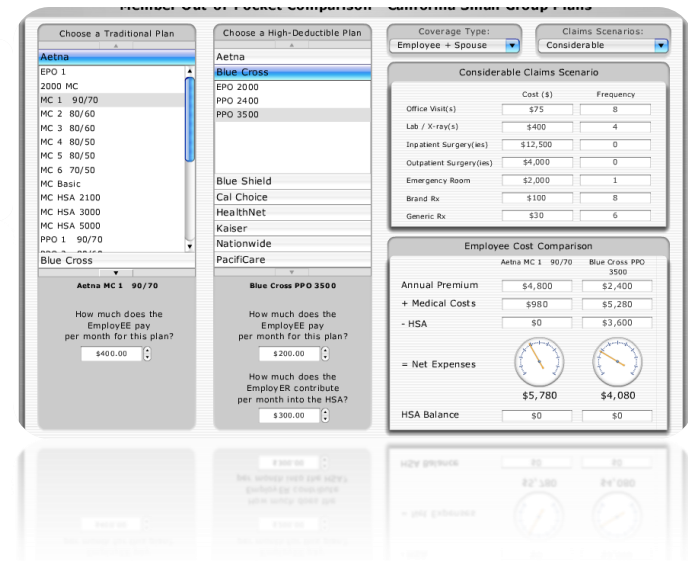 Member Out of Pocket Comparison - California Small Group Plans
Choose a Traditional Plan
Aetna
EPO 1
2000 MC
MC 1 90/70
MC 2 80/60
MC 3 80/60
MC 4 80/50
MC 5 80/50
MC 6 70/50
MC Basic
MC HSA 2100
MC HSA 3000
MC HSA 5000
PPO 1 90/70
Blue Cross
Aetna MC 1 90/70
How much does the
EmployEE pay
per month for this plan?
$400.00
Choose a High-Deductible Plan
Aetna
Blue Cross
EPO 2000
PPO 2400
PPO 3500
Blue Shield
Cal Choice
HealthNet
Kaiser
Nationwide
PacifiCare
Blue Cross PPO 3500
How much does the
EmployEE pay
per month for this plan?
$200.00
How much does the
EmployER contribute
per month into the HSA?
$300.00
Coverage Type:
Employee + Spouse
Claims Scenarios:
Considerable
Considerable Claims Scenario
Cost ($) Frequency
Office Visit(s) $75 8
Lab / X-ray(s) $400 4
Inpatient Surgery(ies) $12,500 0
Outpatient Surgery(ies) $4,000 0
Emergency Room $2,000 1
Brand Rx $100 8
Generic Rx $30 6
Employee Cost Comparison
Aetna MC 1 90/70 Blue Cross PPO
3500
Annual Premium $4,800 $2,400
+ Medical Costs $980 $5,280
- HSA $0 $3,600
= Net Expenses
$5,780 $4,080
HSA Balance $0 $0